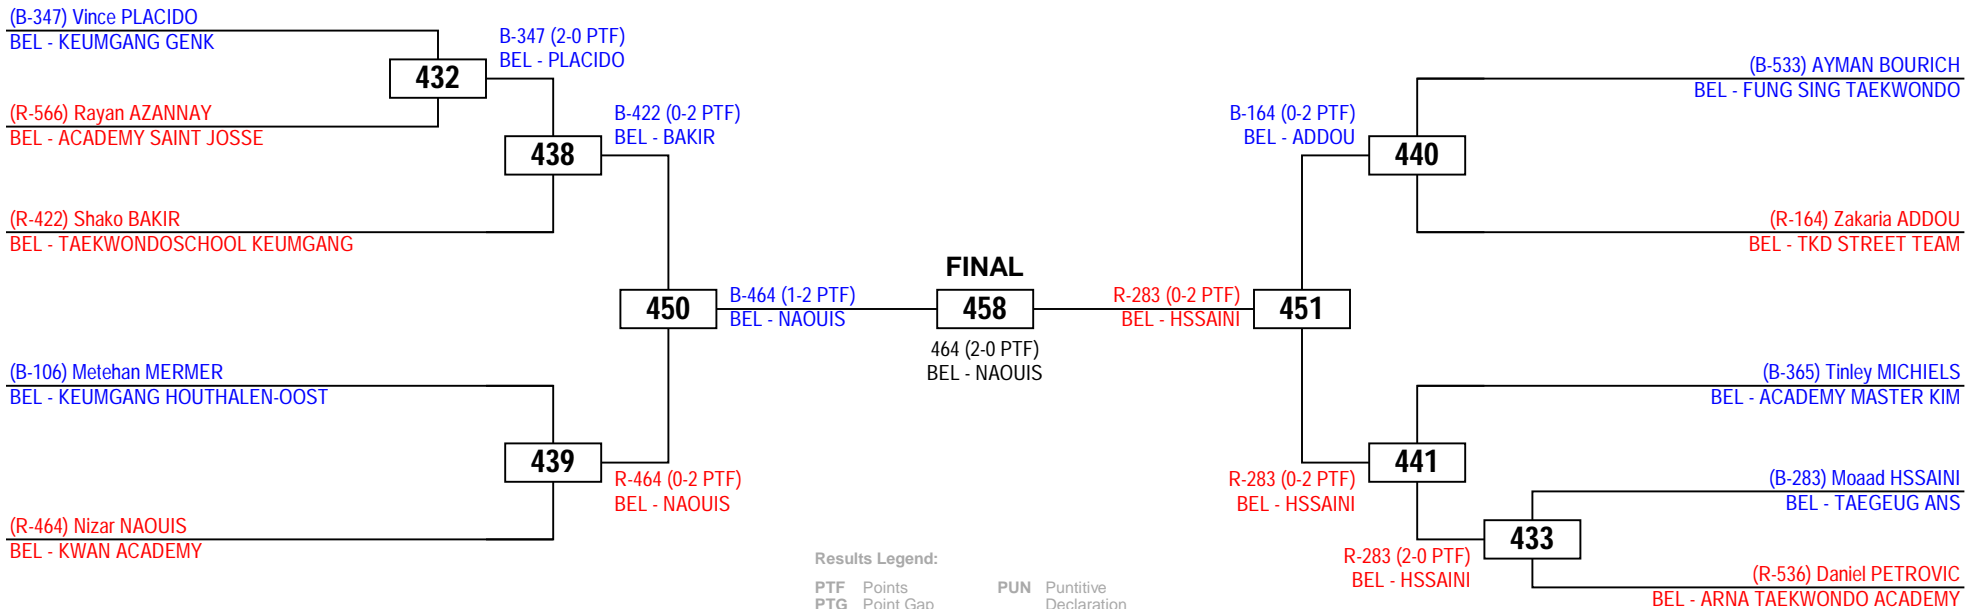 (B-347) Vince PLACIDO
BEL - KEUMGANG GENK
432
B-347 (2-0 PTF)
BEL - PLACIDO
(R-566) Rayan AZANNAY
BEL - ACADEMY SAINT JOSSE
438
B-422 (0-2 PTF)
BEL - BAKIR
(R-422) Shako BAKIR
BEL - TAEKWONDOSCHOOL KEUMGANG
450
B-464 (1-2 PTF)
BEL - NAOUIS
(B-106) Metehan MERMER
BEL - KEUMGANG HOUTHALEN-OOST
439
R-464 (0-2 PTF)
BEL - NAOUIS
(R-464) Nizar NAOUIS
BEL - KWAN ACADEMY
FINAL
458
464 (2-0 PTF)
BEL - NAOUIS
(B-533) AYMAN BOURICH
BEL - FUNG SING TAEKWONDO
B-164 (0-2 PTF)
BEL - ADDOU
440
(R-164) Zakaria ADDOU
BEL - TKD STREET TEAM
R-283 (0-2 PTF)
BEL - HSSAINI
451
(B-365) Tinley MICHIELS
BEL - ACADEMY MASTER KIM
441
R-283 (0-2 PTF)
BEL - HSSAINI
(B-283) Moaad HSSAINI
BEL - TAEGEUG ANS
433
R-283 (2-0 PTF)
BEL - HSSAINI
(R-536) Daniel PETROVIC
BEL - ARNA TAEKWONDO ACADEMY
Results Legend:
PTF Points PUN Puntitive
PTG Point Gap Declaration